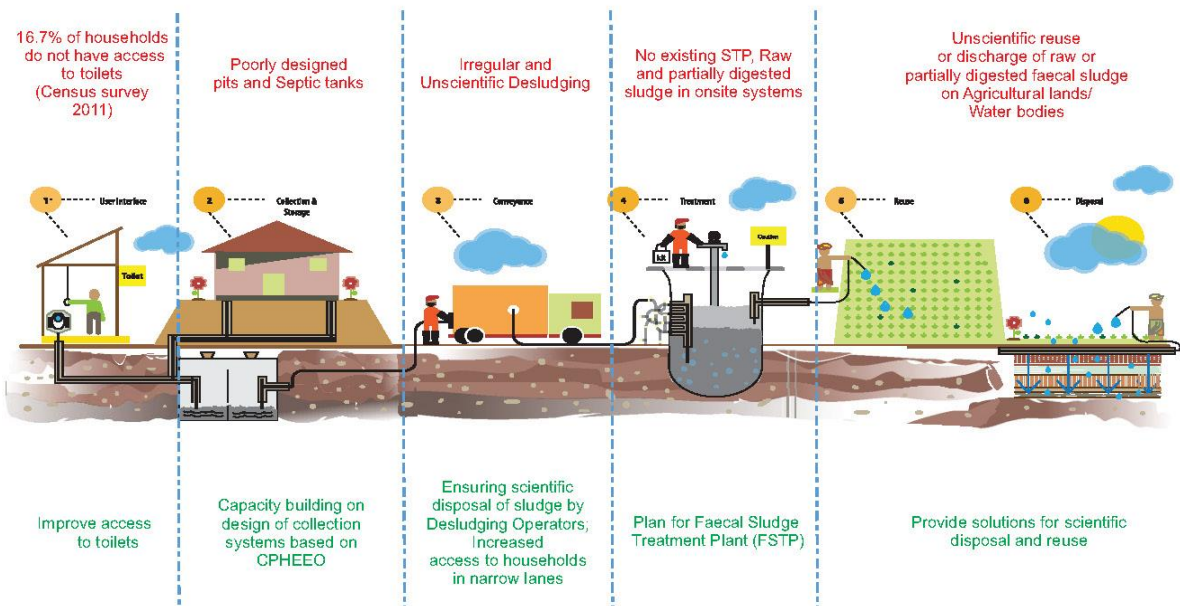 16.7% of households
do not have access
to toilets
(Census survey
2011)
Poorly designed
pits and Septic tanks
Irregular and
Unscientific Desludging
No existing STP, Raw
and partially digested
sludge in onsite systems
Unscientific reuse
or discharge of raw or
partially digested faecal sludge
on Agricultural lands/
Water bodies
1
User Interface
2
Collection &
Storage
3
Conveyance
4
Treatment
5
Reuse
6
Disposal
Toilet
kit
Caution
Improve access
to toilets
Capacity building on
design of collection
systems based on
CPHEEO
Ensuring scientific
disposal of sludge by
Desludging Operators;
Increased
access to households
in narrow lanes
Plan for Faecal Sludge
Treatment Plant (FSTP)
Provide solutions for scientific
disposal and reuse